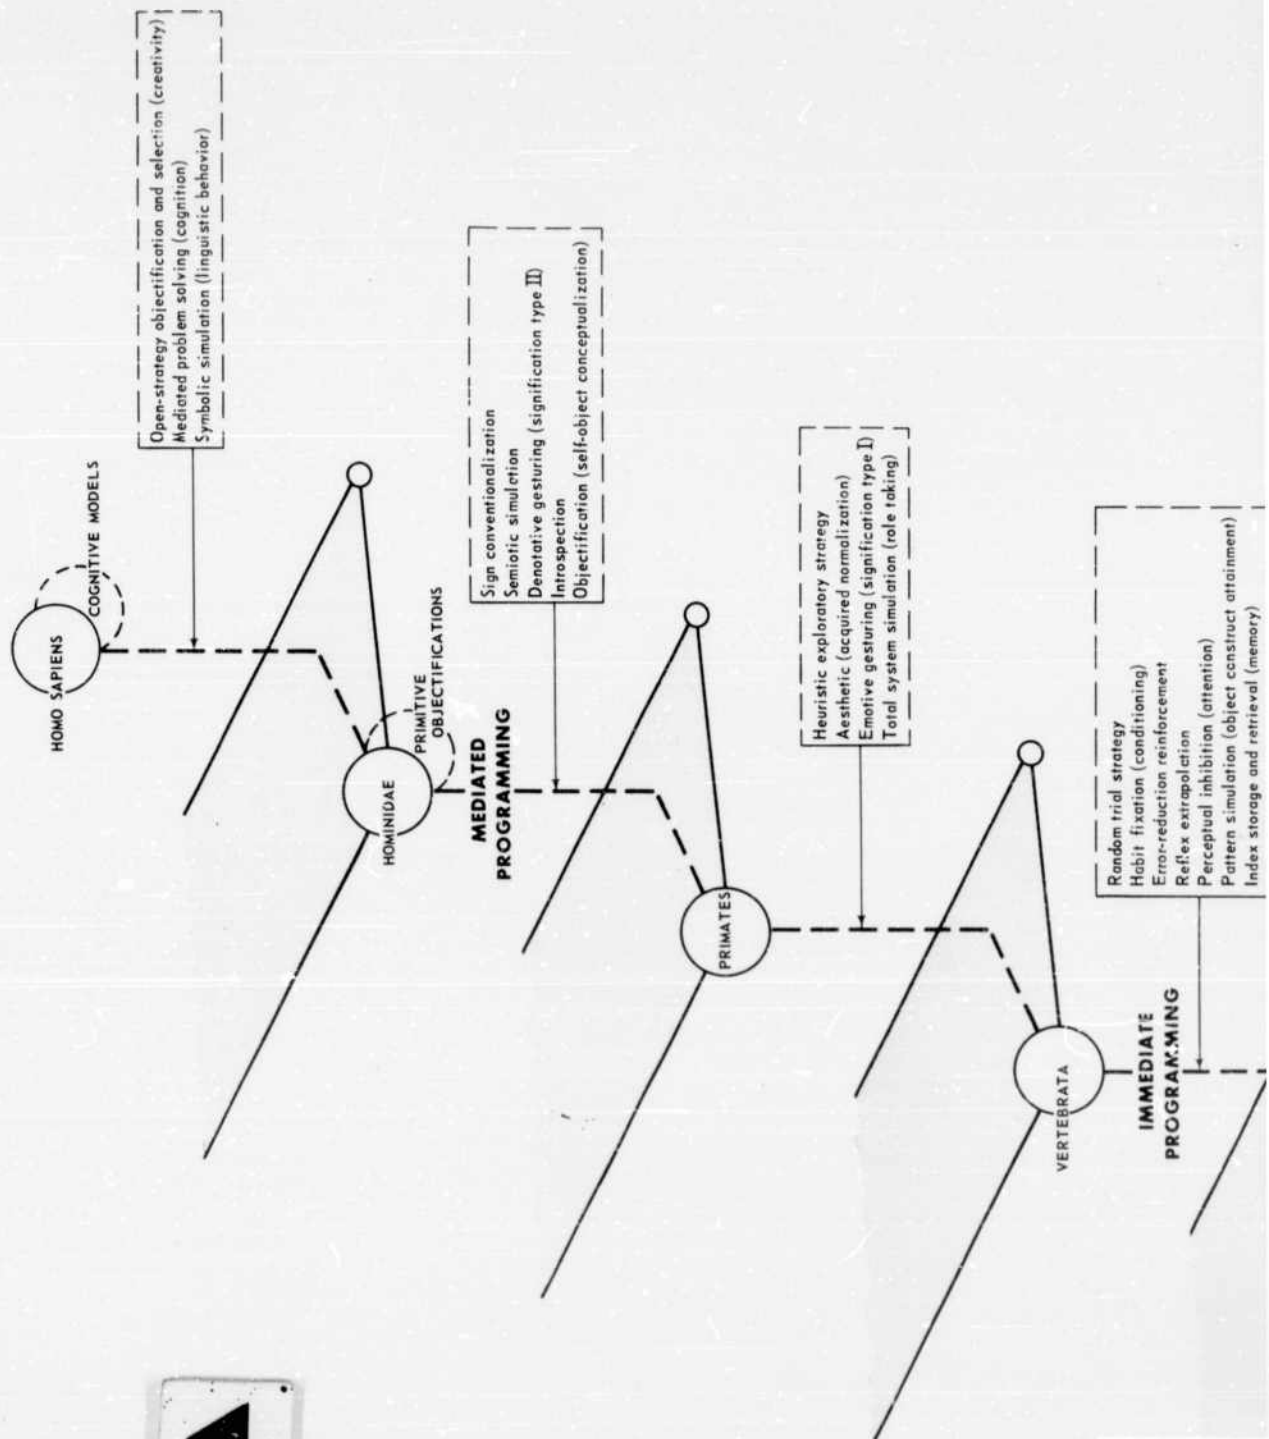 HOMO SAPIENS
COGNITIVE MODELS
Open-strategy objectification and selection (creativity)
Mediated problem solving (cognition)
Symbolic simulation (linguistic behavior)
HOMINIDAE
PRIMITIVE
OBJECTIFICATIONS
MEDIATED
PROGRAMMING
Sign conventionalization
Semiotic simulation
Denotative gesturing (signification type II)
Introspection
Objectification (self-object conceptualization)
PRIMATES
Heuristic exploratory strategy
Aesthetic (acquired normalization)
Emotive gesturing (signification type I)
Total system simulation (role taking)
VERTEBRATA
IMMEDIATE
PROGRAMMING
Random trial strategy
Habit fixation (conditioning)
Error-reduction reinforcement
Reflex extrapolation
Perceptual inhibition (attention)
Pattern simulation (object construct attainment)
Index storage and retrieval (memory)